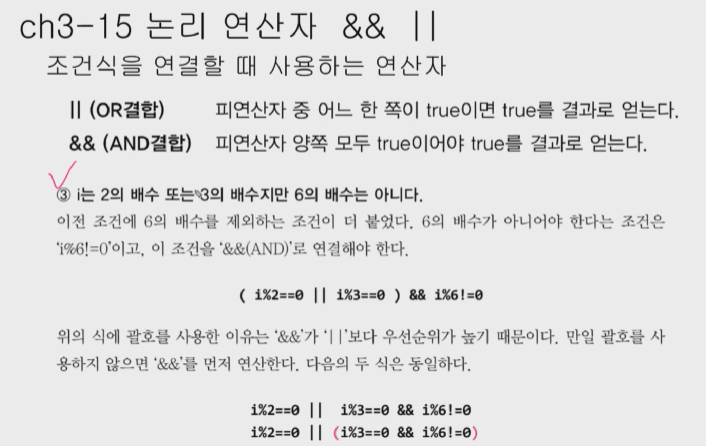 ch3-15 논리 연산자 && ||
조건식을 연결할 때 사용하는 연산자
|| (OR결합) 피연산자 중 어느 한 쪽이 true이면 true를 결과로 얻는다.
&& (AND결합) 피연산자 양쪽 모두 true이어야 true를 결과로 얻는다.
③ i는 2의 배수 또는 3의 배수지만 6의 배수는 아니다.
이전 조건에 6의 배수를 제외하는 조건이 더 붙었다. 6의 배수가 아니어야 한다는 조건은
‘i%6!=0’이고, 이 조건을 ‘&&(AND)’로 연결해야 한다.
( i%2==0 || i%3==0 ) && i%6!=0
위의 식에 괄호를 사용한 이유는 ‘&&’가 ‘||’보다 우선순위가 높기 때문이다. 만일 괄호를 사
용하지 않으면 ‘&&’를 먼저 연산한다. 다음의 두 식은 동일하다.
i%2==0 || i%3==0 && i%6!=0
i%2==0 || (i%3==0 && i%6!=0)